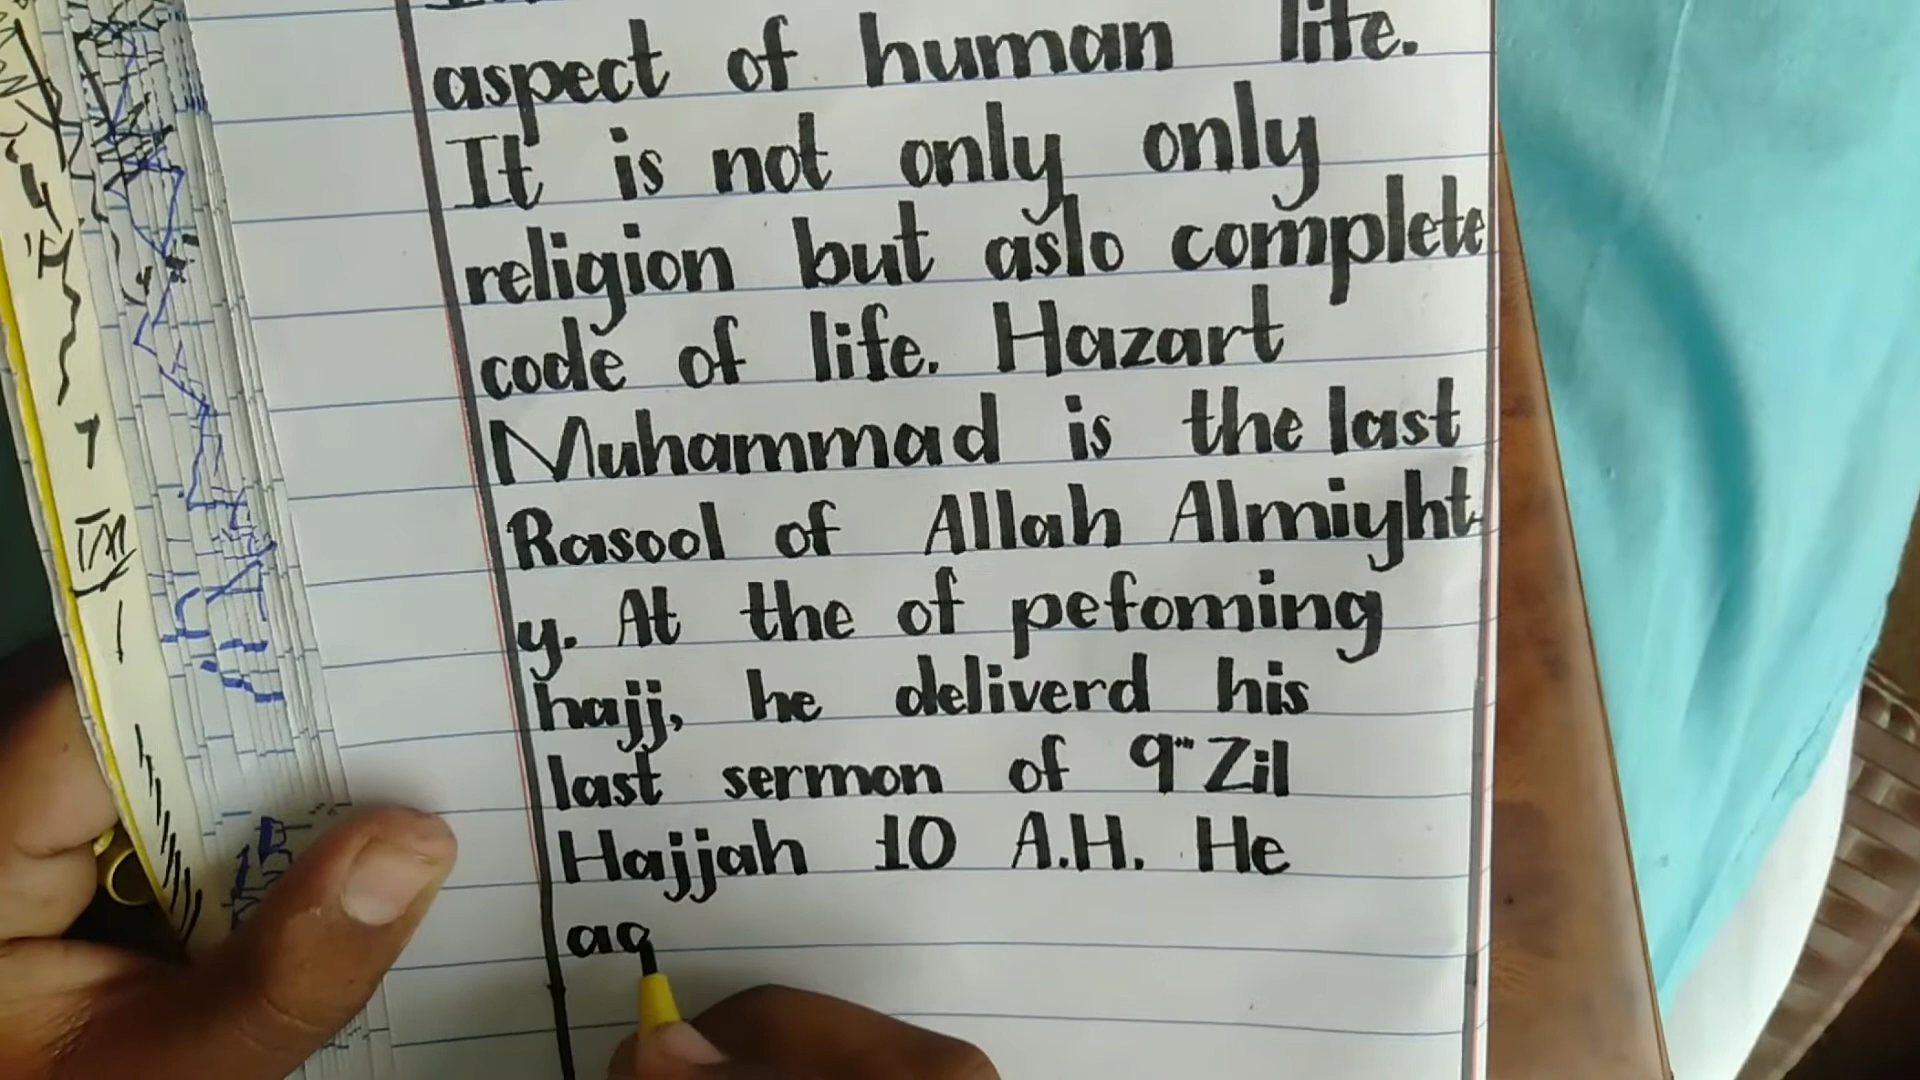 aspect of human life.
It is not only only
religion but aslo complete
code of life. Hazart
Muhammad is the last
Rasool of Allah Almiyht
y. At the of pefoming
hajj, he deliverd his
last sermon of 9" Zil
Hajjah 10 A.H. He